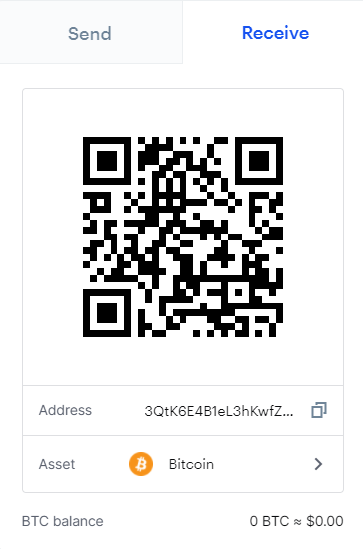 Send
Receive
Address 3QtK6E4B1eL3hKwfZ...
Asset Bitcoin
BTC balance 0 BTC ≈ $0.00